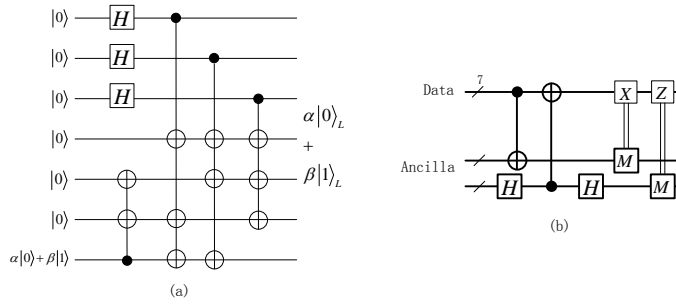 |0⟩ H
|0⟩ H
|0⟩ H
|0⟩
|0⟩
|0⟩
α|0⟩+β|1⟩
α|0⟩_L
+
β|1⟩_L
(a)
Data 7 X Z
Ancilla M
H H M
(b)